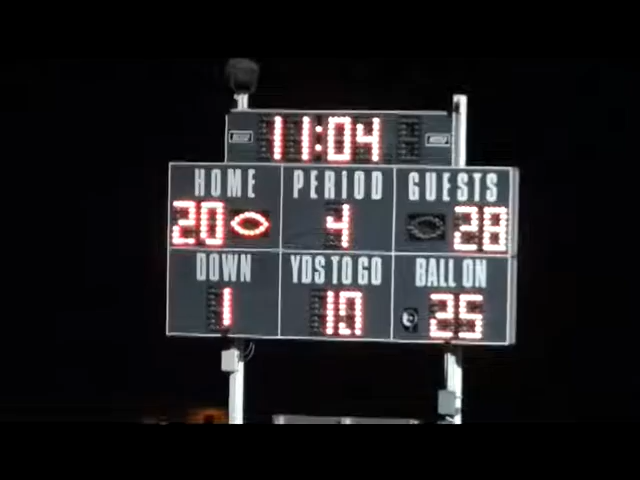 11:04
HOME PERIOD GUESTS
20 4 28
DOWN YDS TO GO BALL ON
1 10 25